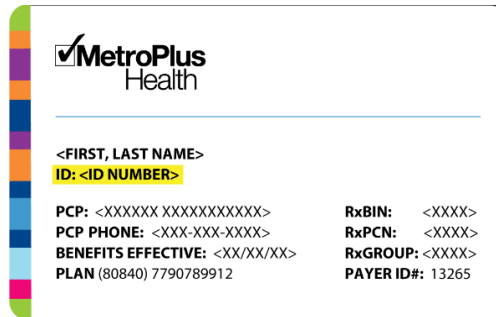 MetroPlus
Health
<FIRST, LAST NAME>
ID: <ID NUMBER>
PCP: <XXXXXX XXXXXXXXXXX>
PCP PHONE: <XXX-XXX-XXXX>
BENEFITS EFFECTIVE: <XX/XX/XX>
PLAN (80840) 7790789912
RxBIN: <XXXX>
RxPCN: <XXXX>
RxGROUP: <XXXX>
PAYER ID#: 13265